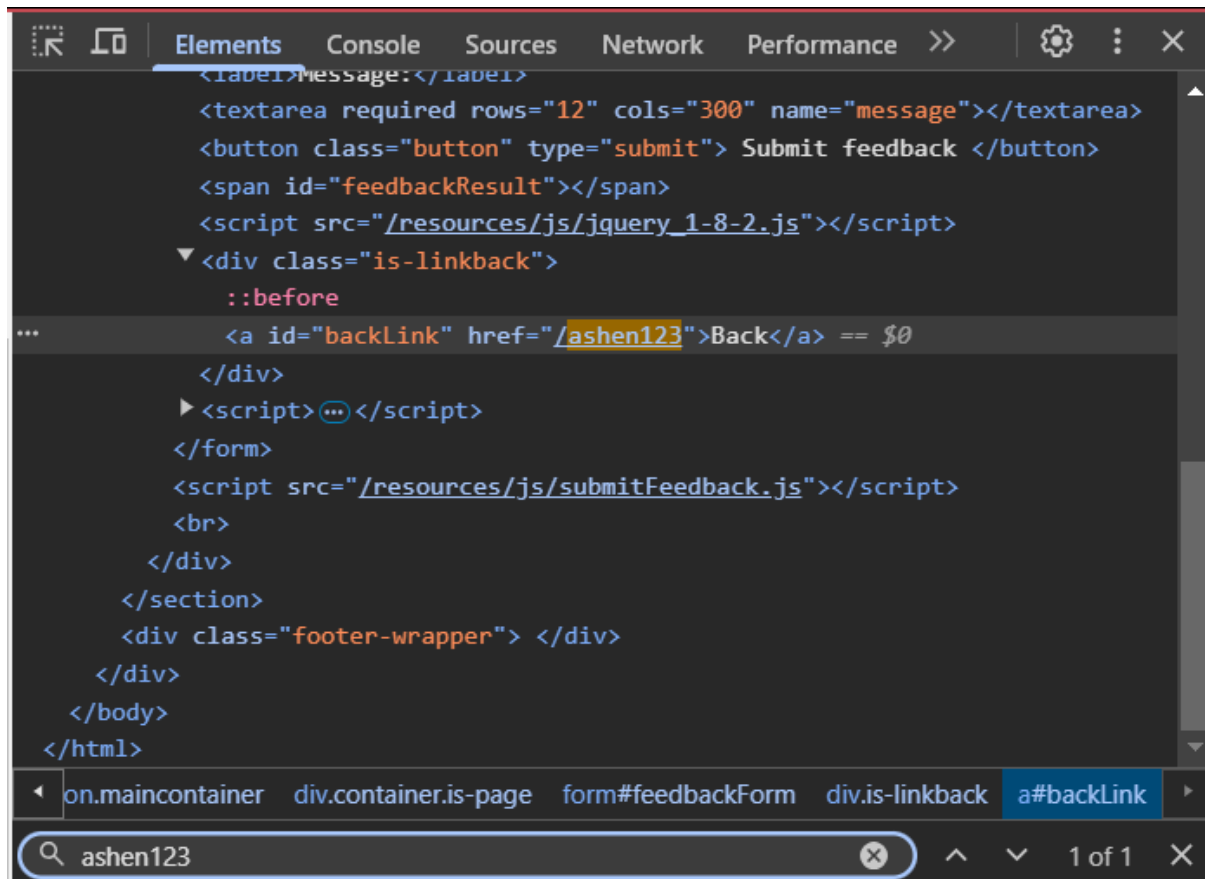 Elements Console Sources Network Performance
<label>Message:</label>
<textarea required rows="12" cols="300" name="message"></textarea>
<button class="button" type="submit"> Submit feedback </button>
<span id="feedbackResult"></span>
<script src="/resources/js/jquery_1-8-2.js"></script>
<div class="is-linkback">
::before
<a id="backLink" href="/ashen123">Back</a> == $0
</div>
<script>…</script>
</form>
<script src="/resources/js/submitFeedback.js"></script>
<br>
</div>
</section>
<div class="footer-wrapper"> </div>
</div>
</body>
</html>
on.maincontainer div.container.is-page form#feedbackForm div.is-linkback a#backLink
ashen123 1 of 1